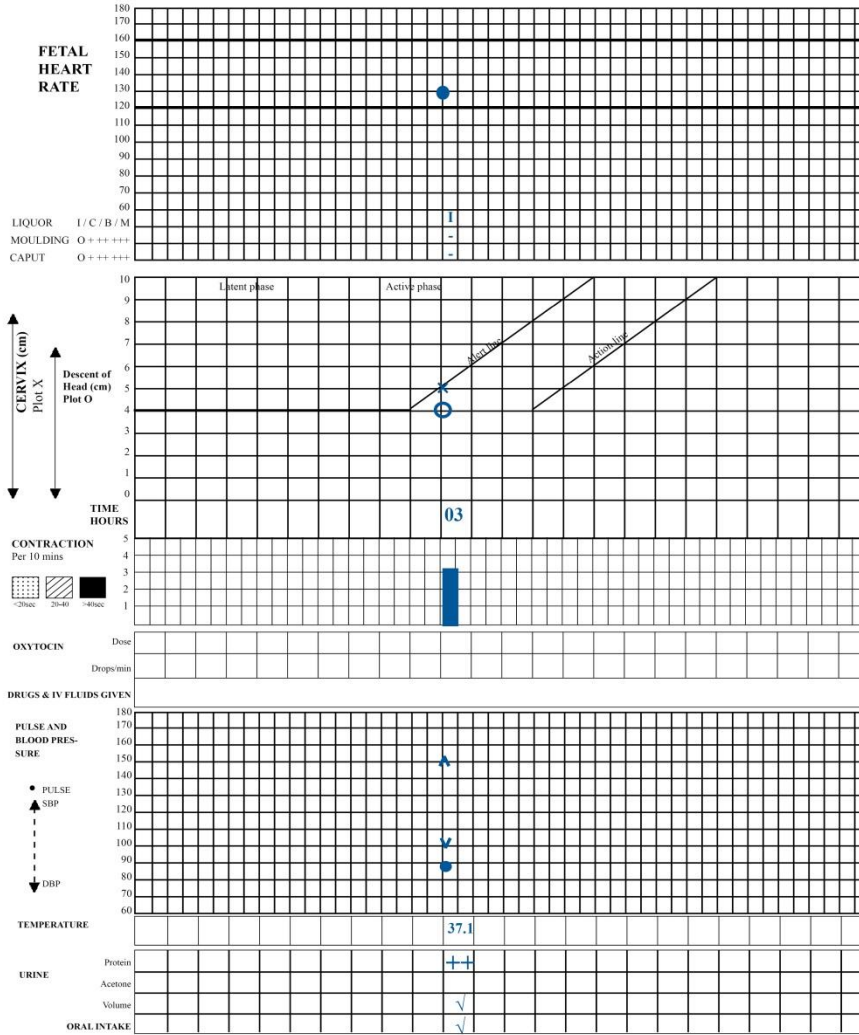 180
170
160
150
140
130
120
110
100
90
80
70
60
FETAL
HEART
RATE
LIQUOR I / C / B / M
I
MOULDING O + ++ +++
-
CAPUT O + ++ +++
-
10
9
8
7
6
5
4
3
2
1
0
Latent phase
Active phase
Alert line
Action line
CERVIX (cm)
Plot X
Descent of
Head (cm)
Plot O
X
O
TIME
HOURS
03
CONTRACTION
Per 10 mins
5
4
3
2
1
<20sec
20-40
>40sec
OXYTOCIN
Dose
Drops/min
DRUGS & IV FLUIDS GIVEN
PULSE AND
BLOOD PRES-
SURE
180
170
160
150
140
130
120
110
100
90
80
70
60
PULSE
SBP
DBP
TEMPERATURE
37.1
URINE
Protein
++
Acetone
Volume
√
ORAL INTAKE
√